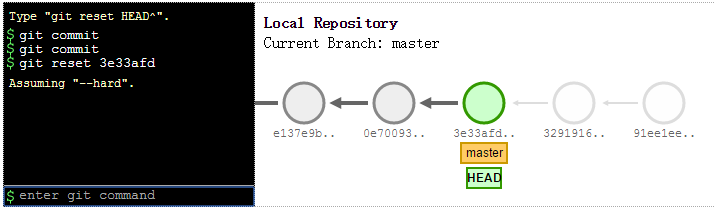 Type "git reset HEAD^".
$ git commit
$ git commit
$ git reset 3e33afd
Assuming "--hard".
$ enter git command
Local Repository
Current Branch: master
e137e9b.. 0e70093.. 3e33afd.. 3291916.. 91ee1ee..
master
HEAD